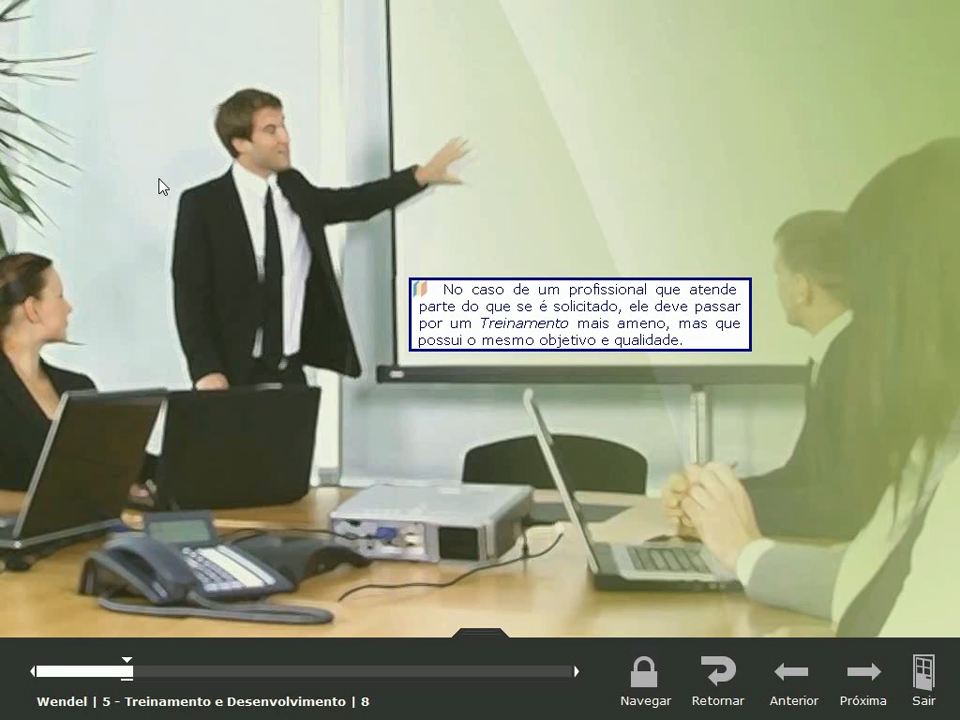 No caso de um profissional que atende
parte do que se é solicitado, ele deve passar
por um Treinamento mais ameno, mas que
possui o mesmo objetivo e qualidade.
Wendel | 5 - Treinamento e Desenvolvimento | 8
Navegar
Retornar
Anterior
Próxima
Sair